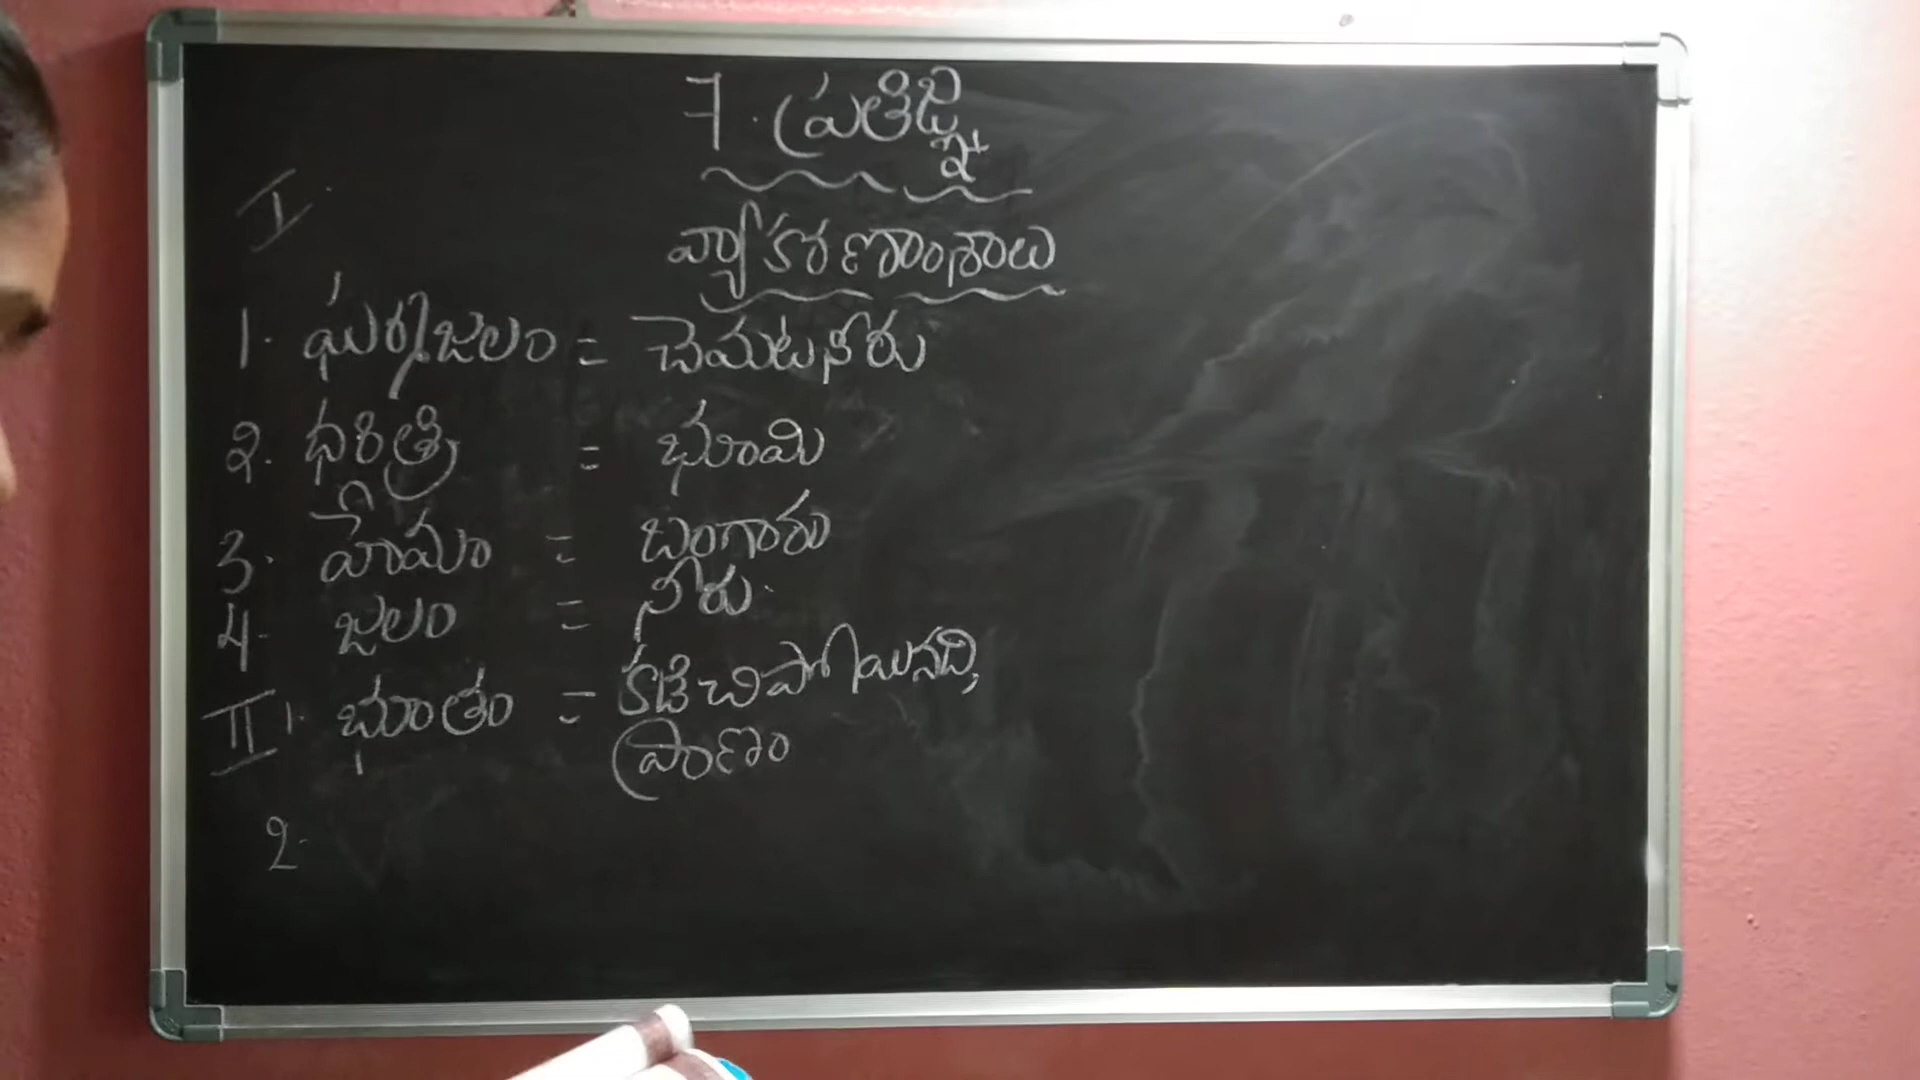 7. ప్రతిజ్ఞ
I.
వ్యాకరణాంశాలు
1. ఘర్మజలం = చెమటనీరు
2. ధరిత్రి = భూమి
3. హేమం = బంగారు
4. జలం = నీరు.
II 1. భూతం = కడిచిపోయినది,
ప్రాణం
2.